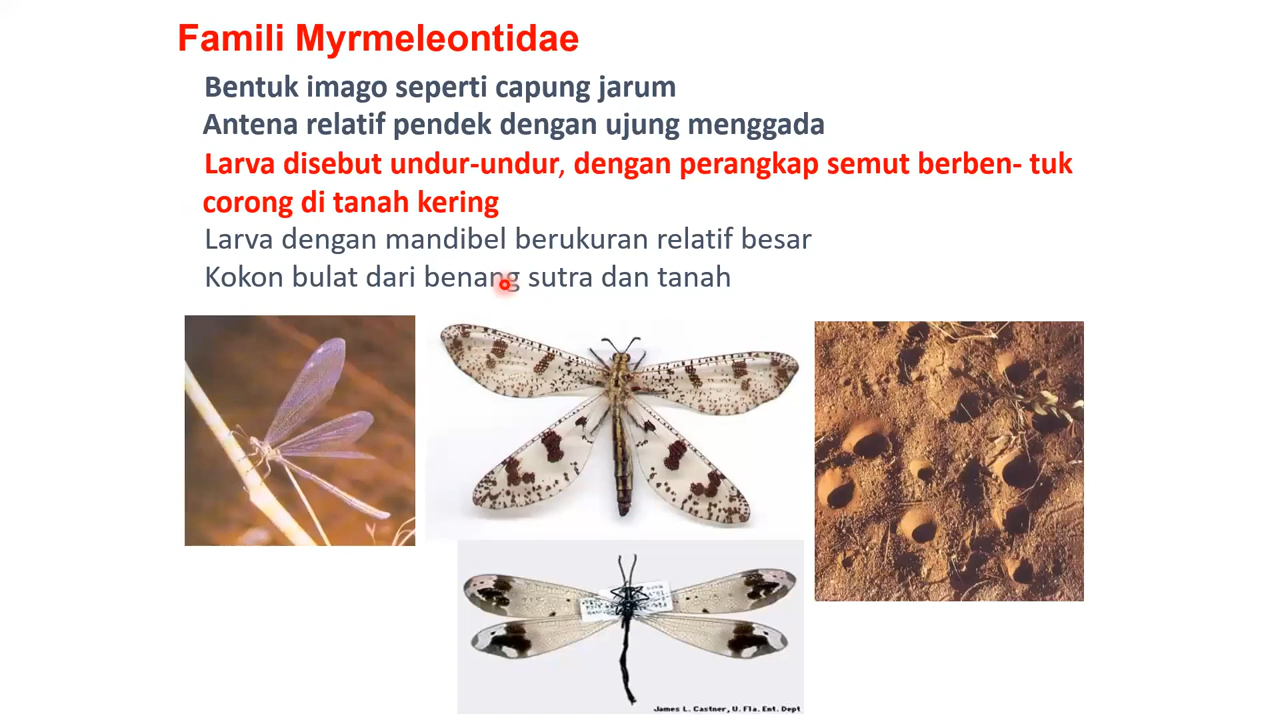 Famili Myrmeleontidae
Bentuk imago seperti capung jarum
Antena relatif pendek dengan ujung menggada
Larva disebut undur-undur, dengan perangkap semut berben- tuk
corong di tanah kering
Larva dengan mandibel berukuran relatif besar
Kokon bulat dari benang sutra dan tanah
James L. Castner, U. Fla. Ent. Dept